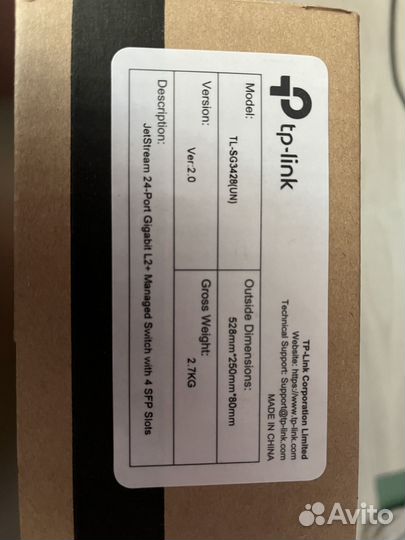 tp-link
TP-Link Corporation Limited
Website: https://www.tp-link.com
Technical Support: Support@tp-link.com
MADE IN CHINA
Model:
TL-SG3428(UN)
Outside Dimensions:
528mm*250mm*80mm
Version:
Ver:2.0
Gross Weight:
2.7KG
Description:
JetStream 24-Port Gigabit L2+ Managed Switch with 4 SFP Slots
Avito